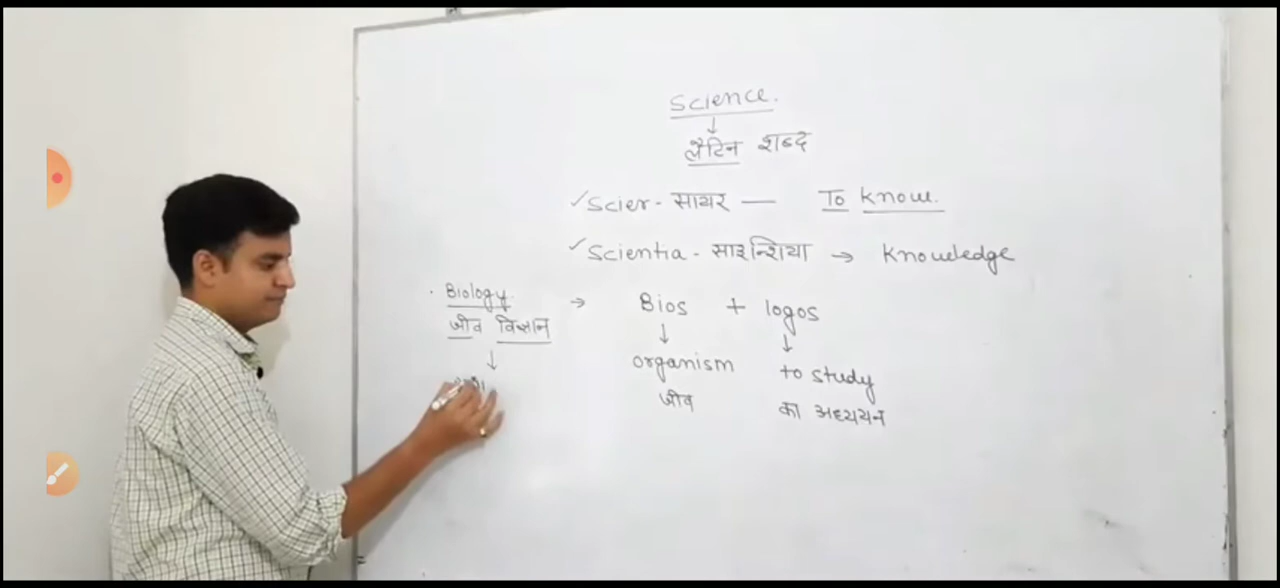 Science.
↓
लैटिन शब्द
✓Scier - सायर — To Know.
✓Scientia - साइन्शिया → Knowledge
. Biology → Bios + logos
जीव विज्ञान
↓ ↓ ↓
organism to study
जीव का अध्ययन